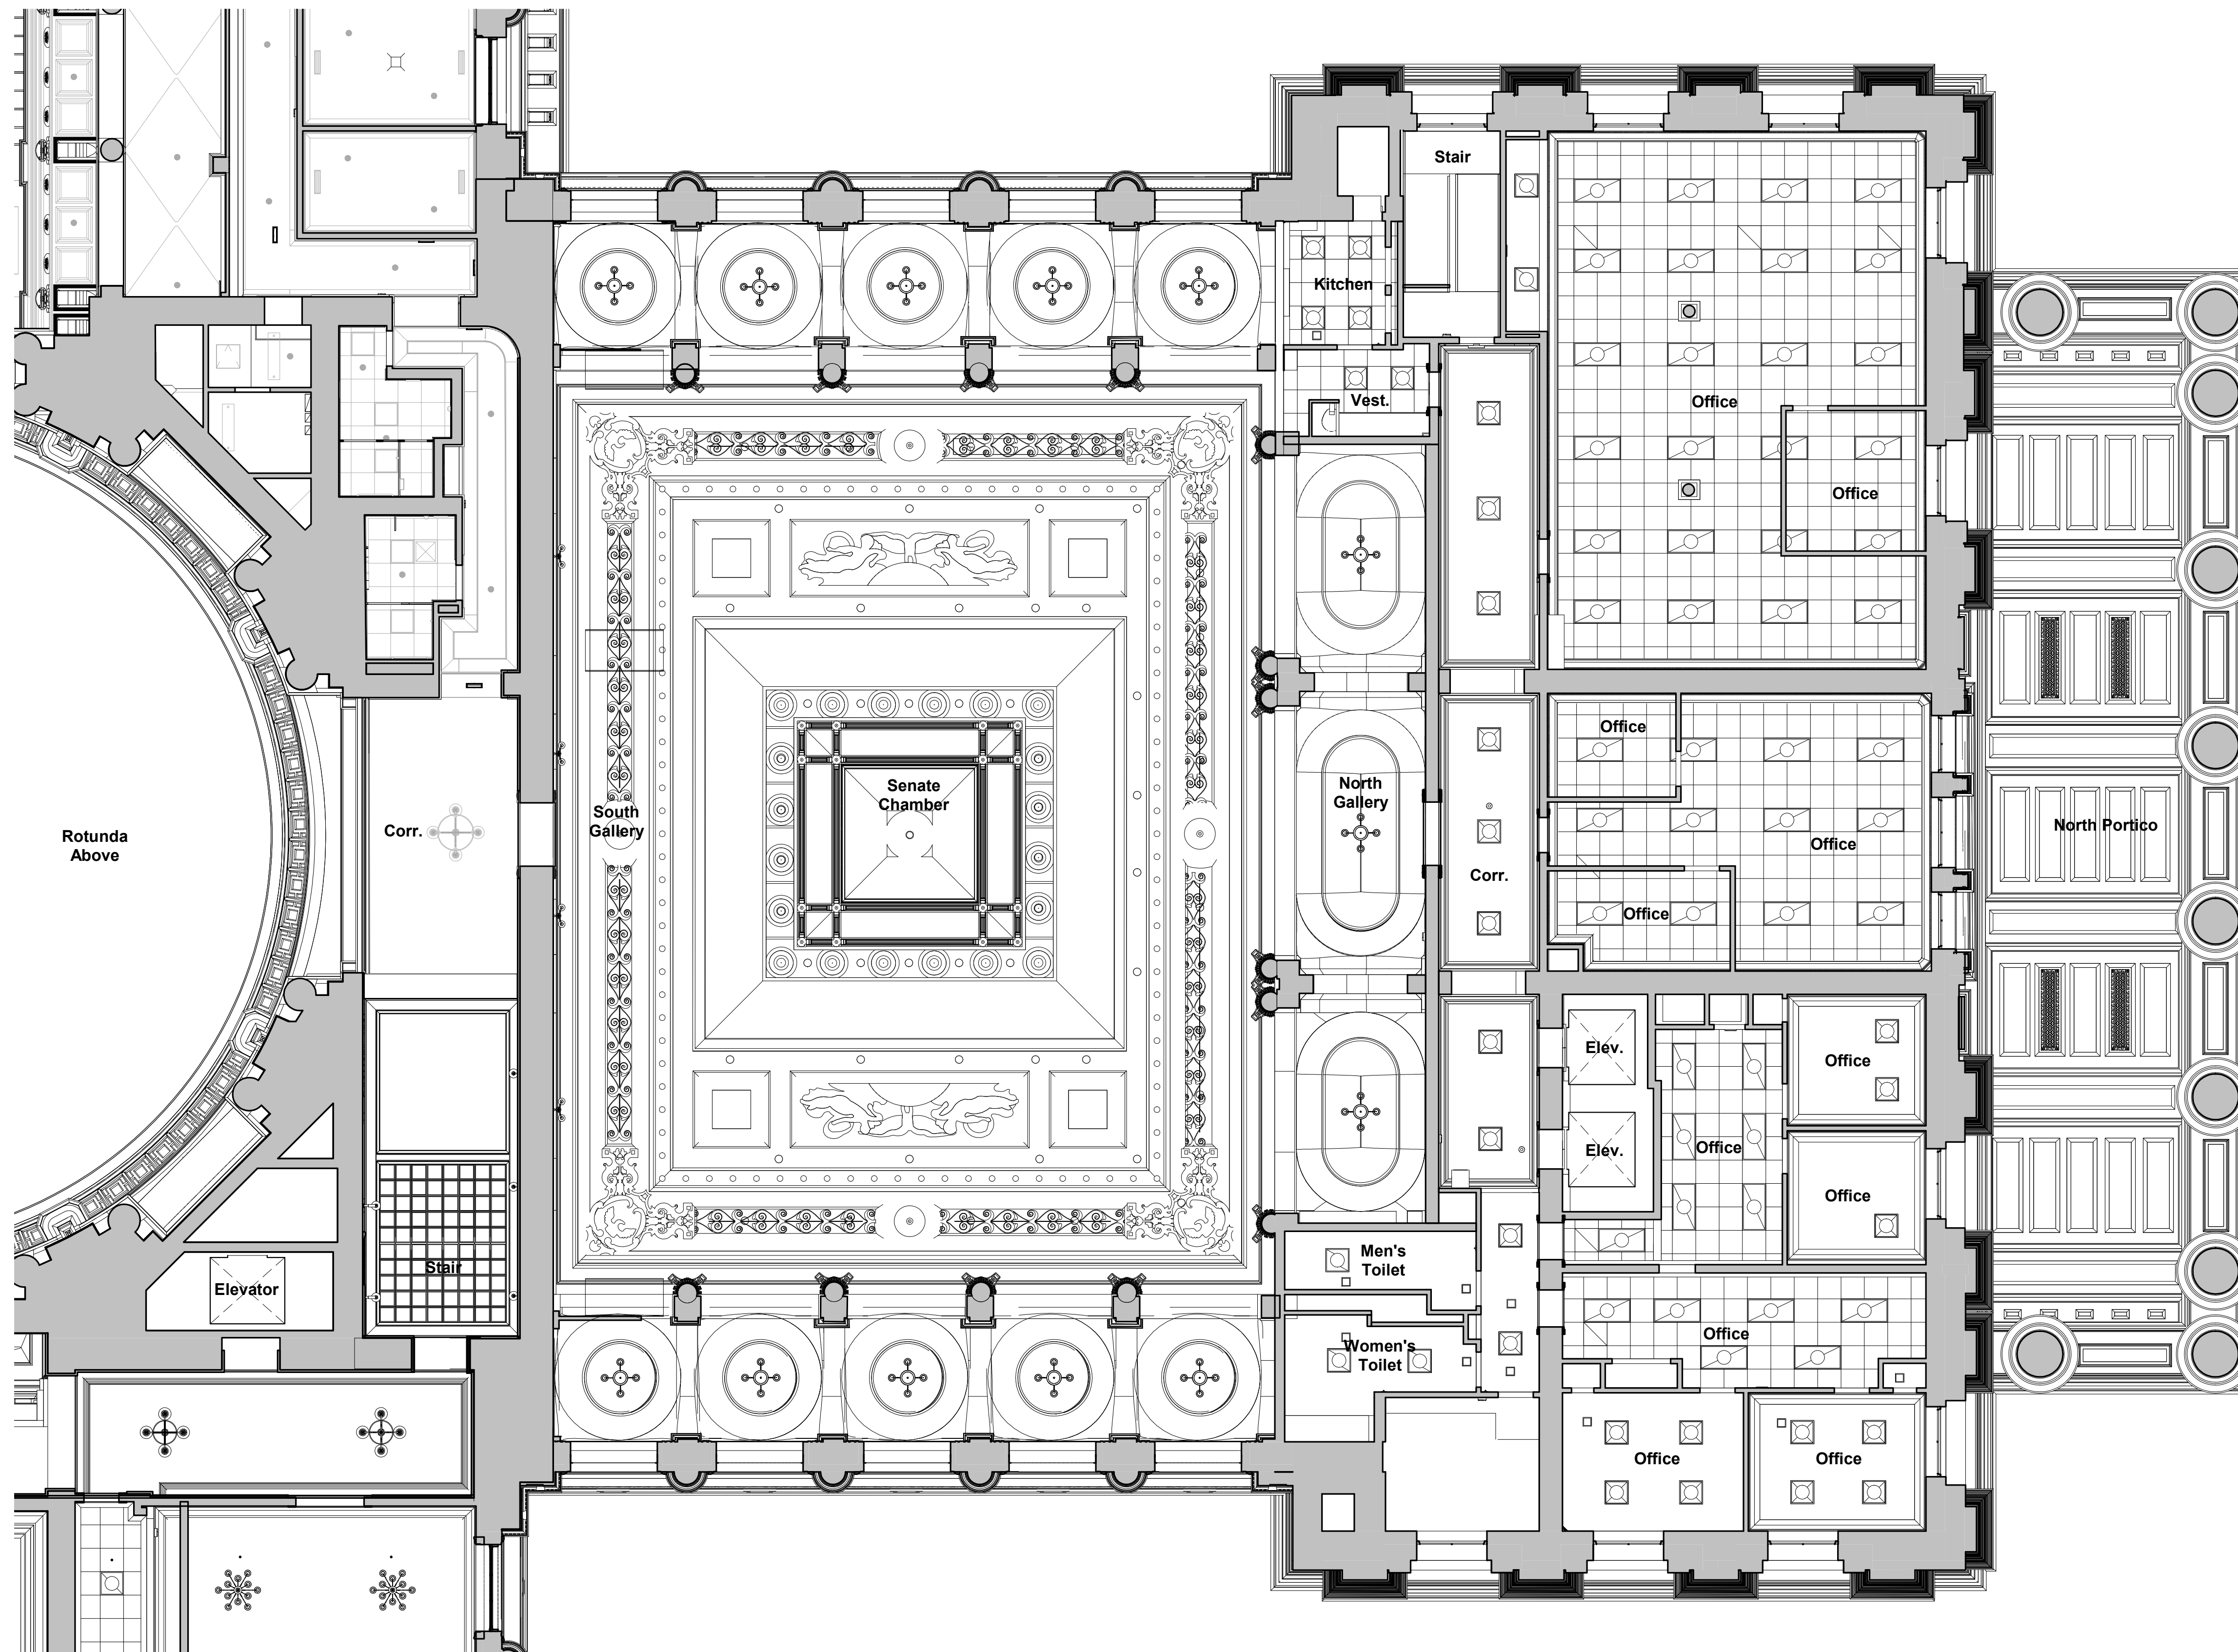 Stair
Kitchen
Vest.
Office
Office
Office
Senate
Chamber
North
Gallery
South
Gallery
Rotunda
Above
Corr.
North Portico
Office
Corr.
Office
Elev.
Office
Elev.
Office
Office
Men's
Toilet
Stair
Elevator
Office
Women's
Toilet
Office
Office